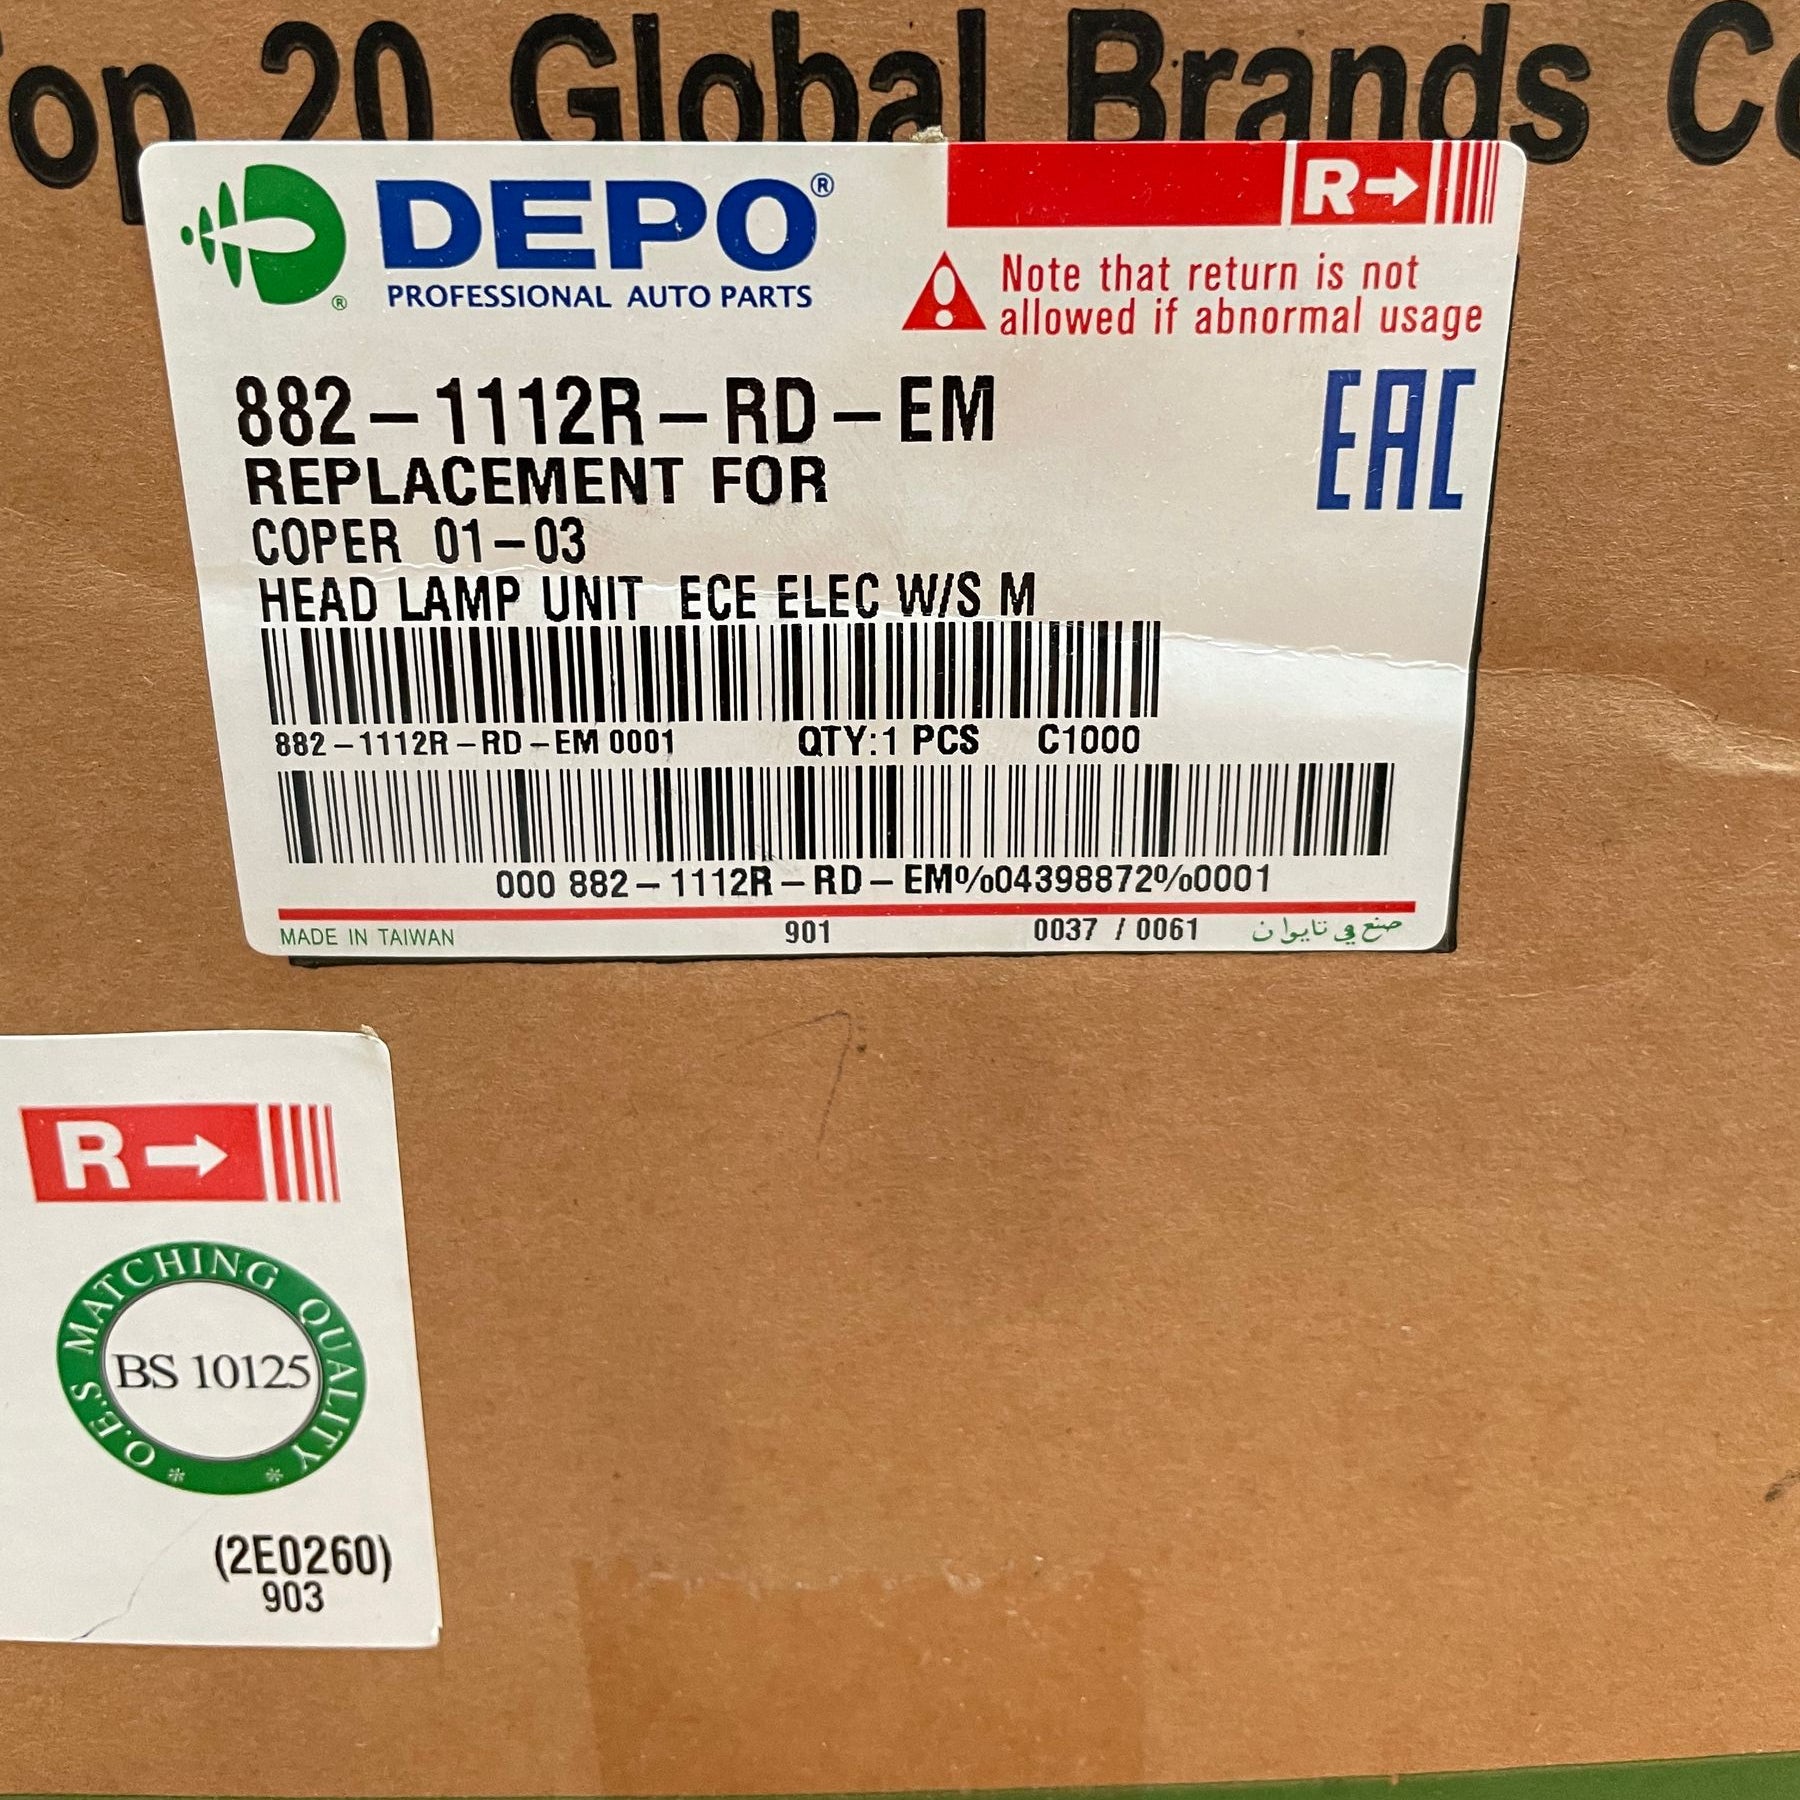 op 20 Global Brands Co
DEPO®
PROFESSIONAL AUTO PARTS
®
R→
Note that return is not
allowed if abnormal usage
882-1112R-RD-EM
EAC
REPLACEMENT FOR
COPER 01-03
HEAD LAMP UNIT ECE ELEC W/S M
882-1112R-RD-EM 0001 QTY:1 PCS C1000
000 882-1112R-RD-EM%04398872%0001
MADE IN TAIWAN 901 0037 / 0061 صنع في تايوان
R→
O.E.S MATCHING QUALITY
BS 10125
* *
(2E0260)
903